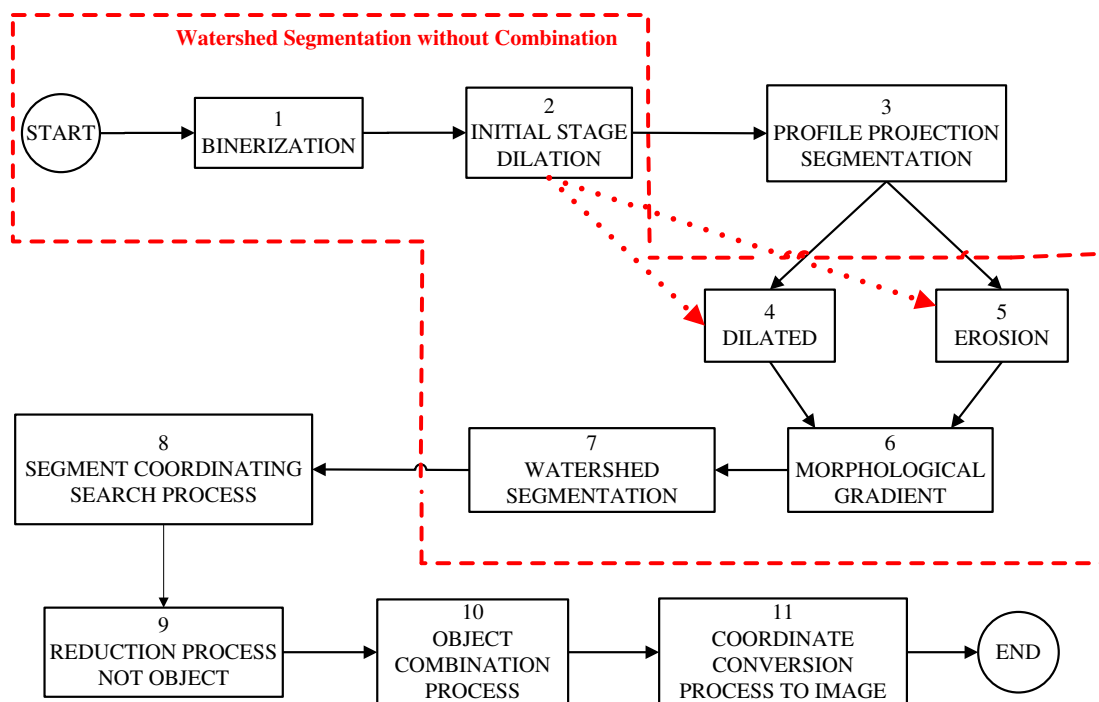 Watershed Segmentation without Combination
START
1
BINERIZATION
2
INITIAL STAGE
DILATION
3
PROFILE PROJECTION
SEGMENTATION
4
DILATED
5
EROSION
6
MORPHOLOGICAL
GRADIENT
7
WATERSHED
SEGMENTATION
8
SEGMENT COORDINATING
SEARCH PROCESS
9
REDUCTION PROCESS
NOT OBJECT
10
OBJECT
COMBINATION
PROCESS
11
COORDINATE
CONVERSION
PROCESS TO IMAGE
END